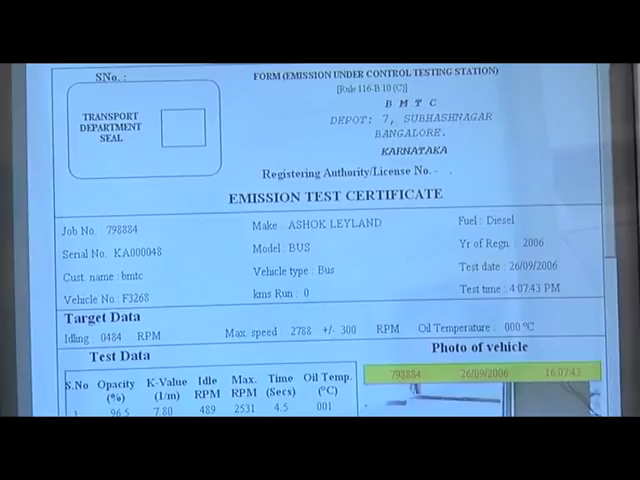 SNo. :
FORM (EMISSION UNDER CONTROL TESTING STATION)
[Rule 116-B 10 (C)]
TRANSPORT
DEPARTMENT
SEAL
B M T C
DEPOT: 7, SUBHASHNAGAR
BANGALORE.
KARNATAKA
Registering Authority/License No. -
EMISSION TEST CERTIFICATE
Job No. : 798884 Make : ASHOK LEYLAND Fuel : Diesel
Serial No. KA000048 Model : BUS Yr of Regn. 2006
Cust. name : bmtc Vehicle type : Bus Test date : 26/09/2006
Vehicle No : F3268 kms Run : 0 Test time : 4:07:43 PM
Target Data
Idling : 0484 RPM Max. speed : 2788 +/- 300 RPM Oil Temperature : 000 °C
Test Data
Photo of vehicle
S.No Opacity (%) K-Value (1/m) Idle RPM Max. RPM Time (Secs) Oil Temp. (°C)
1 96.5 7.80 489 2531 4.5 001
798884 26/09/2006 16:07:43